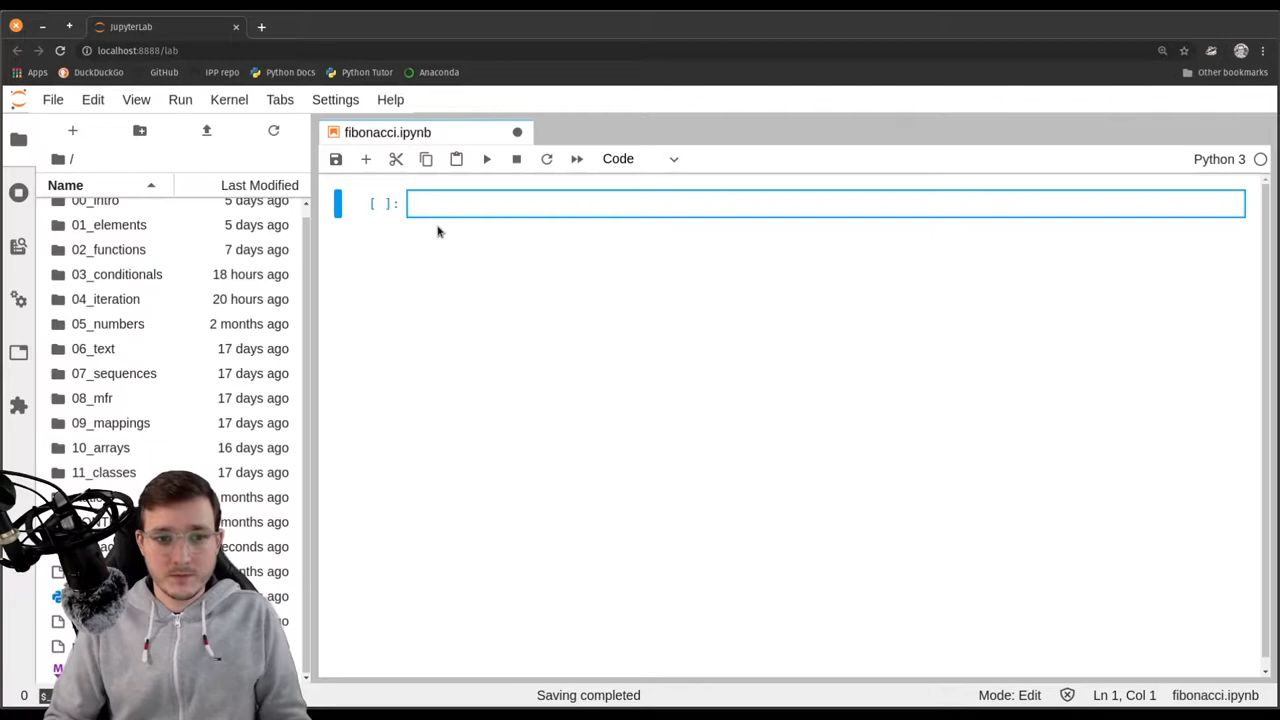 JupyterLab
localhost:8888/lab
Apps DuckDuckGo GitHub IPP repo Python Docs Python Tutor Anaconda Other bookmarks
File Edit View Run Kernel Tabs Settings Help
fibonacci.ipynb
/ Code Python 3
Name Last Modified
00_intro 5 days ago
[ ]:
01_elements 5 days ago
02_functions 7 days ago
03_conditionals 18 hours ago
04_iteration 20 hours ago
05_numbers 2 months ago
06_text 17 days ago
07_sequences 17 days ago
08_mfr 17 days ago
09_mappings 17 days ago
10_arrays 16 days ago
11_classes 17 days ago
months ago
months ago
ago
ago
ago
ago
ago
0 $_ Saving completed Mode: Edit Ln 1, Col 1 fibonacci.ipynb